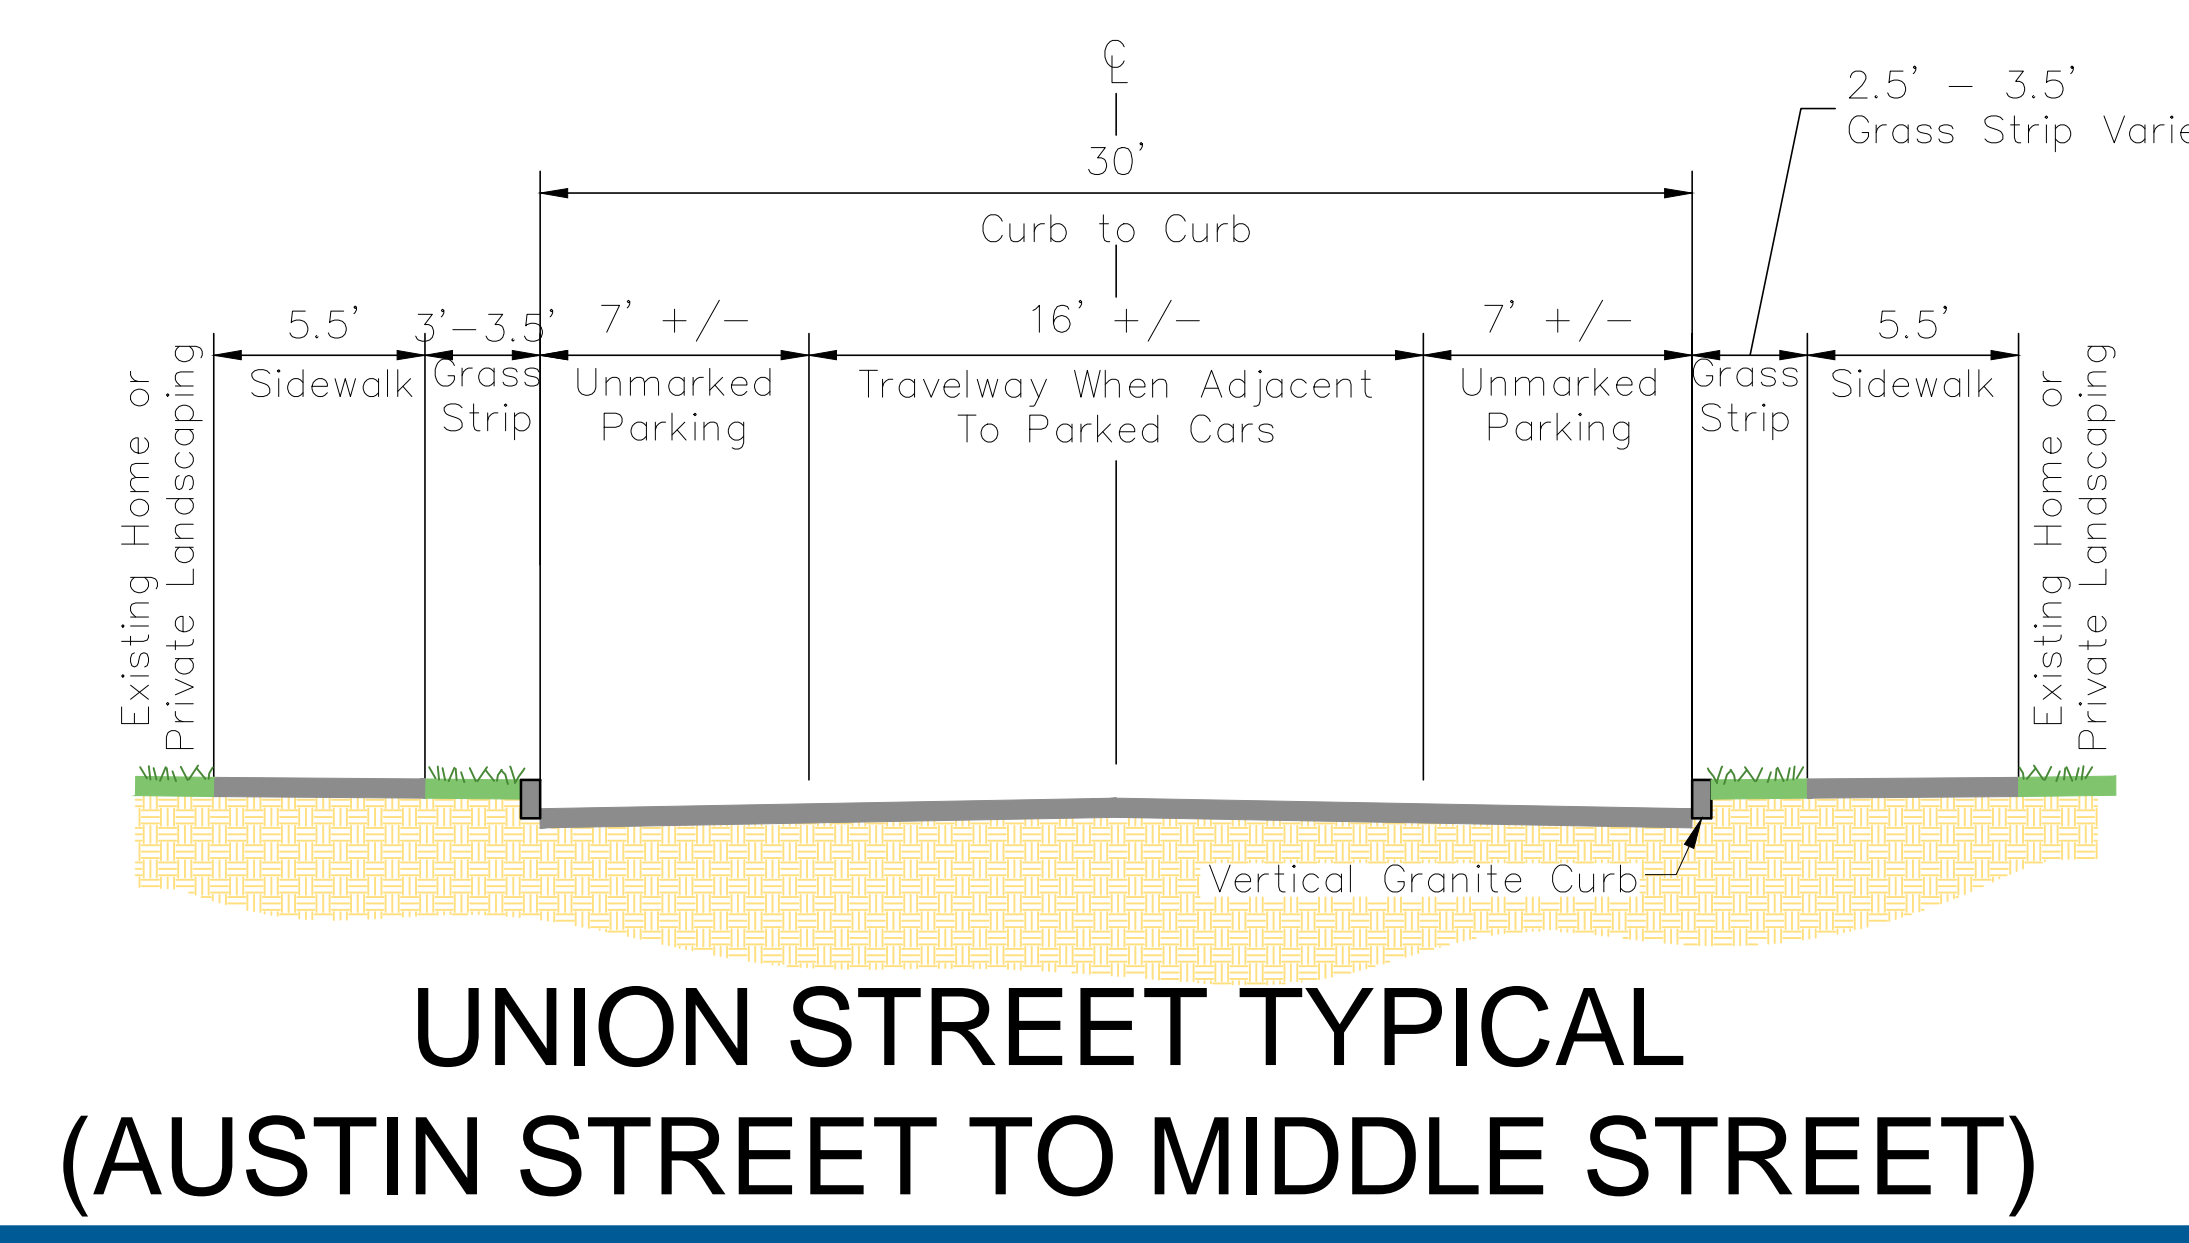 ℄
30'
Curb to Curb
2.5' - 3.5'
Grass Strip
5.5'
3'-3.5'
7' +/-
16' +/-
7' +/-
5.5'
Sidewalk
Grass
Strip
Unmarked
Parking
Travelway When Adjacent
To Parked Cars
Unmarked
Parking
Grass
Strip
Sidewalk
Existing Home or
Private Landscaping
Existing Home or
Private Landscaping
Vertical Granite Curb
UNION STREET TYPICAL
(AUSTIN STREET TO MIDDLE STREET)